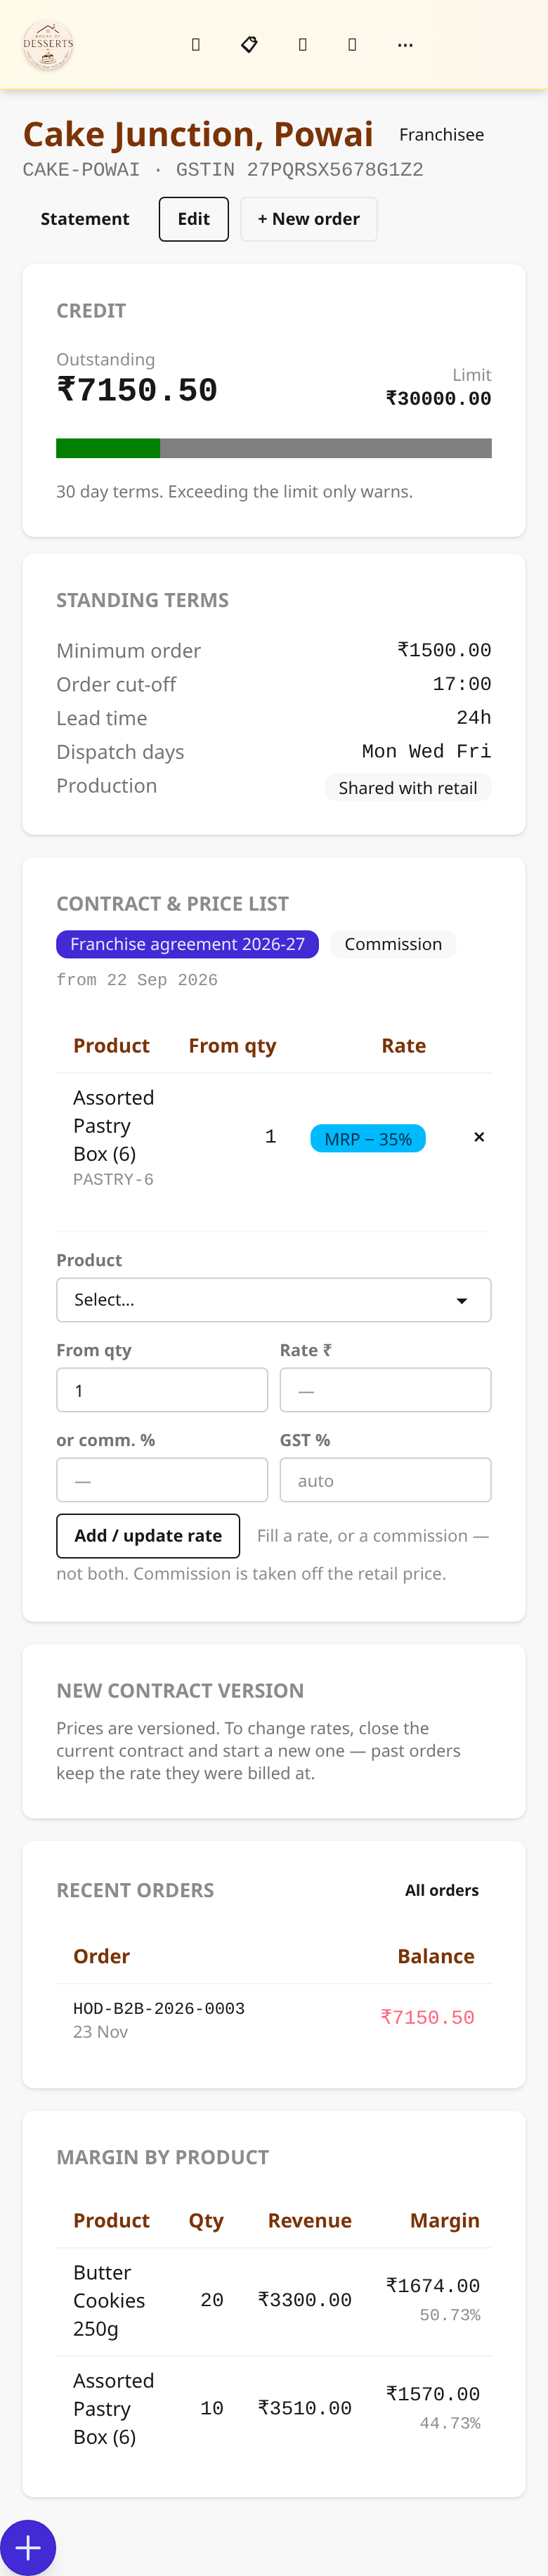 DESSERTS
...
Cake Junction, Powai Franchisee
CAKE-POWAI · GSTIN 27PQRSX5678G1Z2
Statement Edit + New order
CREDIT
Outstanding
₹7150.50
Limit
₹30000.00
30 day terms. Exceeding the limit only warns.
STANDING TERMS
Minimum order ₹1500.00
Order cut-off 17:00
Lead time 24h
Dispatch days Mon Wed Fri
Production Shared with retail
CONTRACT & PRICE LIST
Franchise agreement 2026-27 Commission
from 22 Sep 2026
Product From qty Rate
Assorted
Pastry
Box (6)
PASTRY-6
1 MRP − 35% ×
Product
Select...
From qty Rate ₹
1 —
or comm. % GST %
— auto
Add / update rate Fill a rate, or a commission —
not both. Commission is taken off the retail price.
NEW CONTRACT VERSION
Prices are versioned. To change rates, close the
current contract and start a new one — past orders
keep the rate they were billed at.
RECENT ORDERS All orders
Order Balance
HOD-B2B-2026-0003
23 Nov
₹7150.50
MARGIN BY PRODUCT
Product Qty Revenue Margin
Butter
Cookies
250g
20 ₹3300.00 ₹1674.00
50.73%
Assorted
Pastry
Box (6)
10 ₹3510.00 ₹1570.00
44.73%